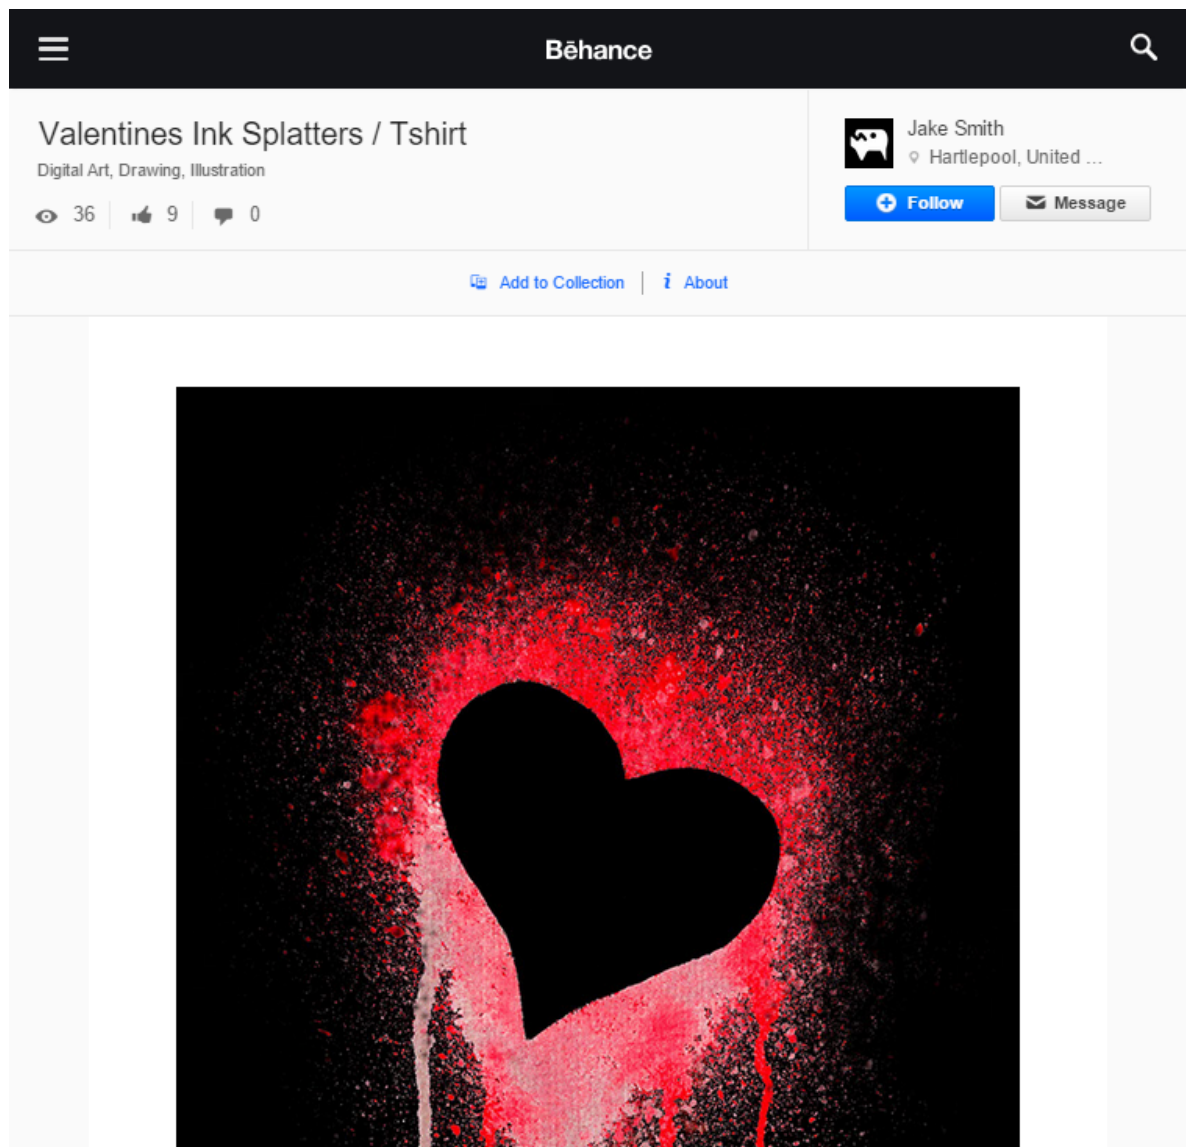 Bēhance
Valentines Ink Splatters / Tshirt
Digital Art, Drawing, Illustration
36 9 0
Jake Smith
Hartlepool, United ...
Follow Message
Add to Collection i About